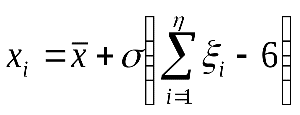 x_i = x̄ + σ(∑_{i=1}^{η} ξ_i - 6)